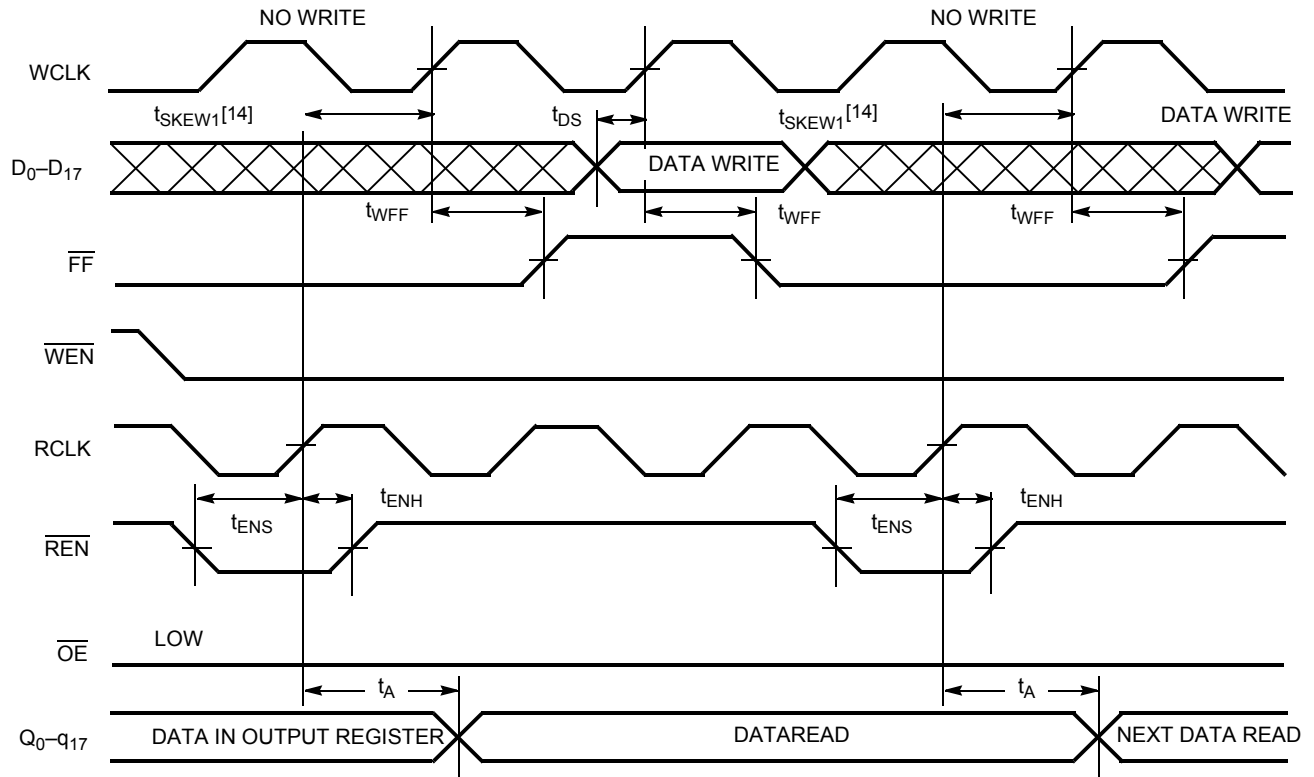 NO WRITE NO WRITE
WCLK
tSKEW1[14] tDS tSKEW1[14] DATA WRITE
D0–D17 DATA WRITE
tWFF tWFF tWFF
FF
WEN
RCLK
tENS tENH tENS tENH
REN
LOW
OE
tA tA
Q0–q17 DATA IN OUTPUT REGISTER DATAREAD NEXT DATA READ